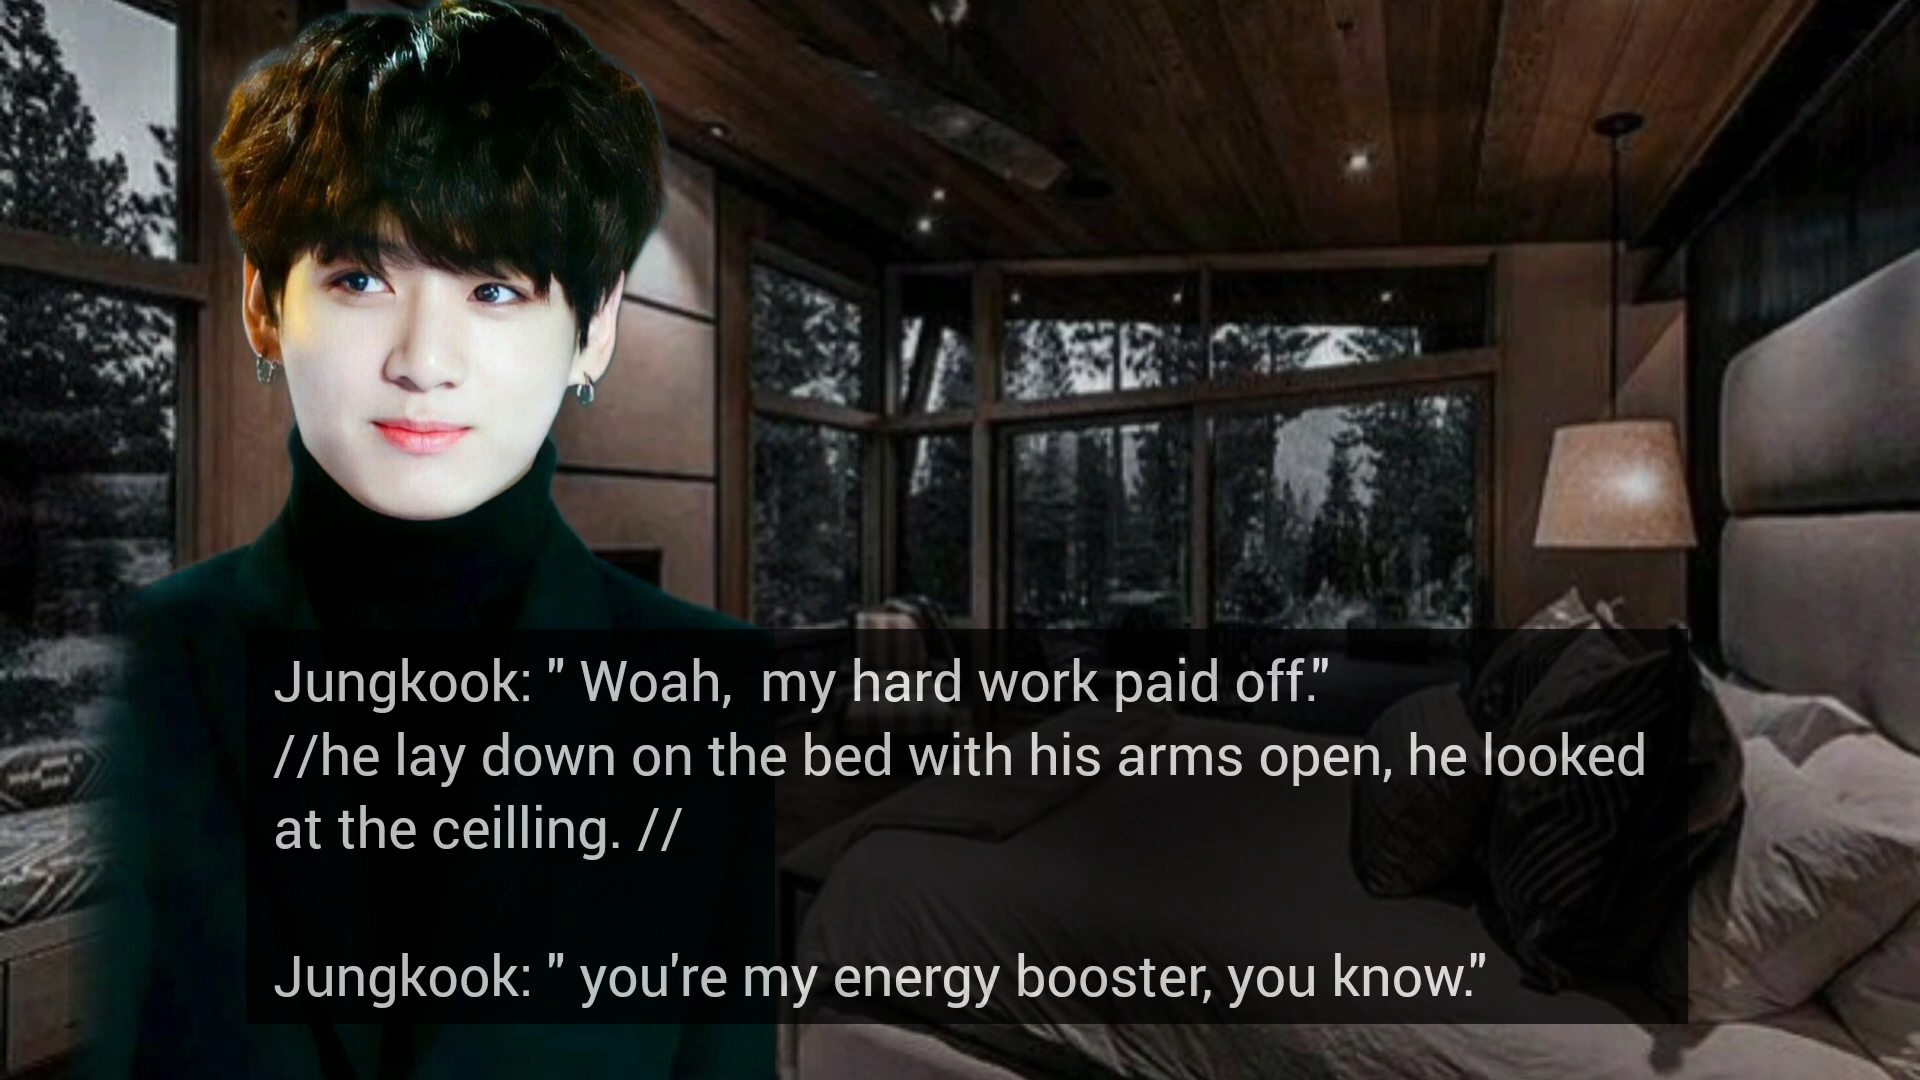 Jungkook: " Woah,  my hard work paid off."
//he lay down on the bed with his arms open, he looked
at the ceilling. //
Jungkook: " you're my energy booster, you know."